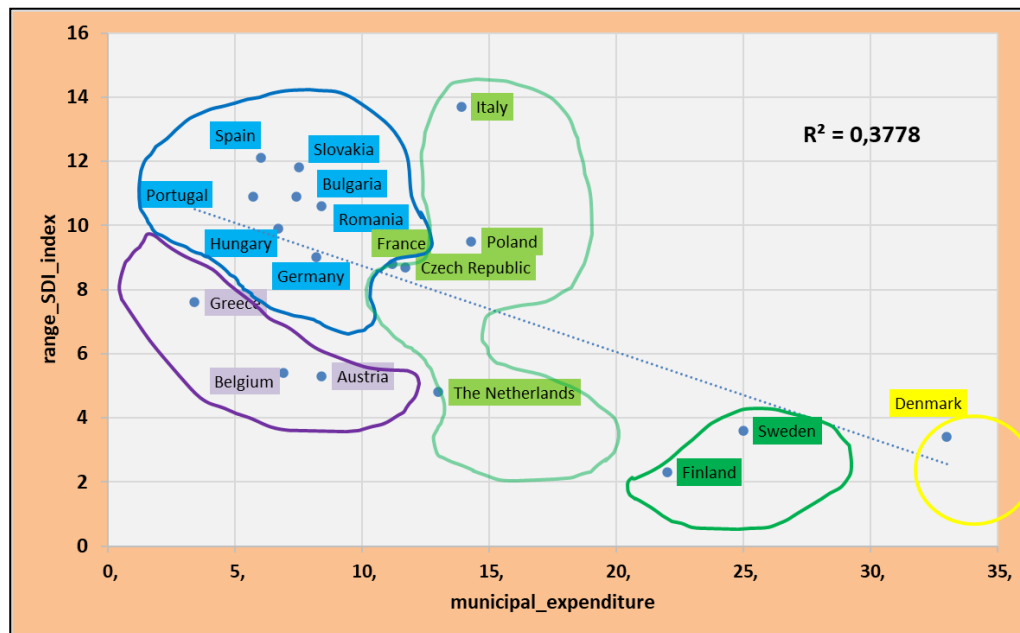 16
14
12
10
8
6
4
2
0
range_SDI_index
Italy
R² = 0,3778
Spain
Slovakia
Portugal
Bulgaria
Romania
Hungary
France
Poland
Germany
Czech Republic
Greece
Belgium
Austria
The Netherlands
Denmark
Sweden
Finland
0, 5, 10, 15, 20, 25, 30, 35,
municipal_expenditure